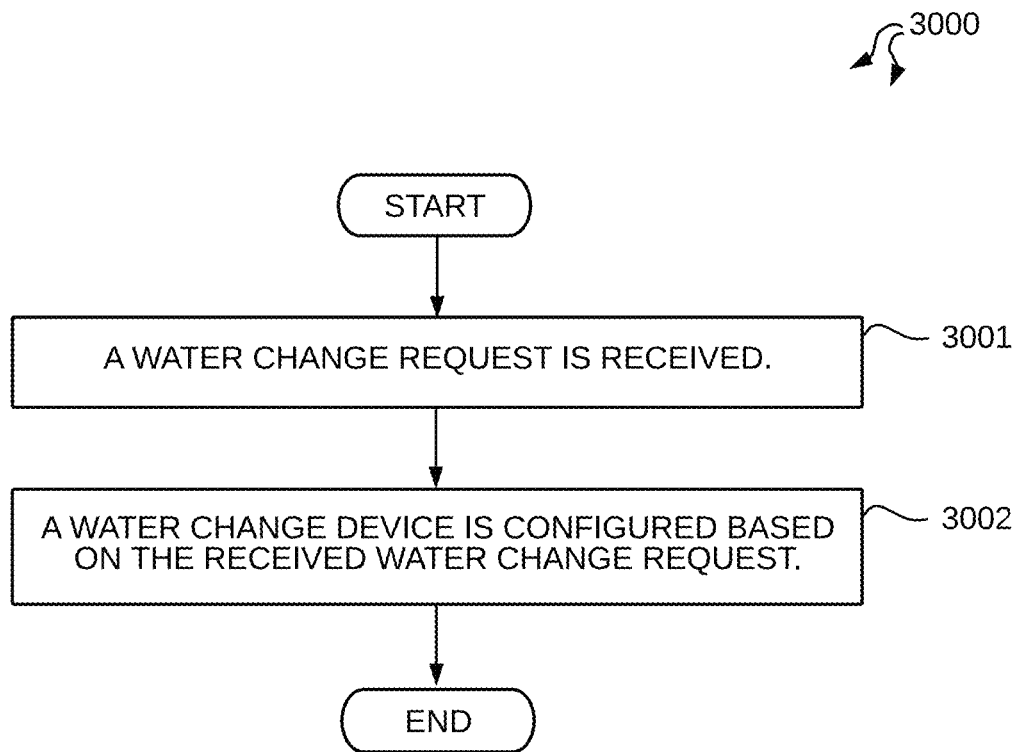 3000
START
A WATER CHANGE REQUEST IS RECEIVED.
3001
A WATER CHANGE DEVICE IS CONFIGURED BASED
ON THE RECEIVED WATER CHANGE REQUEST.
3002
END